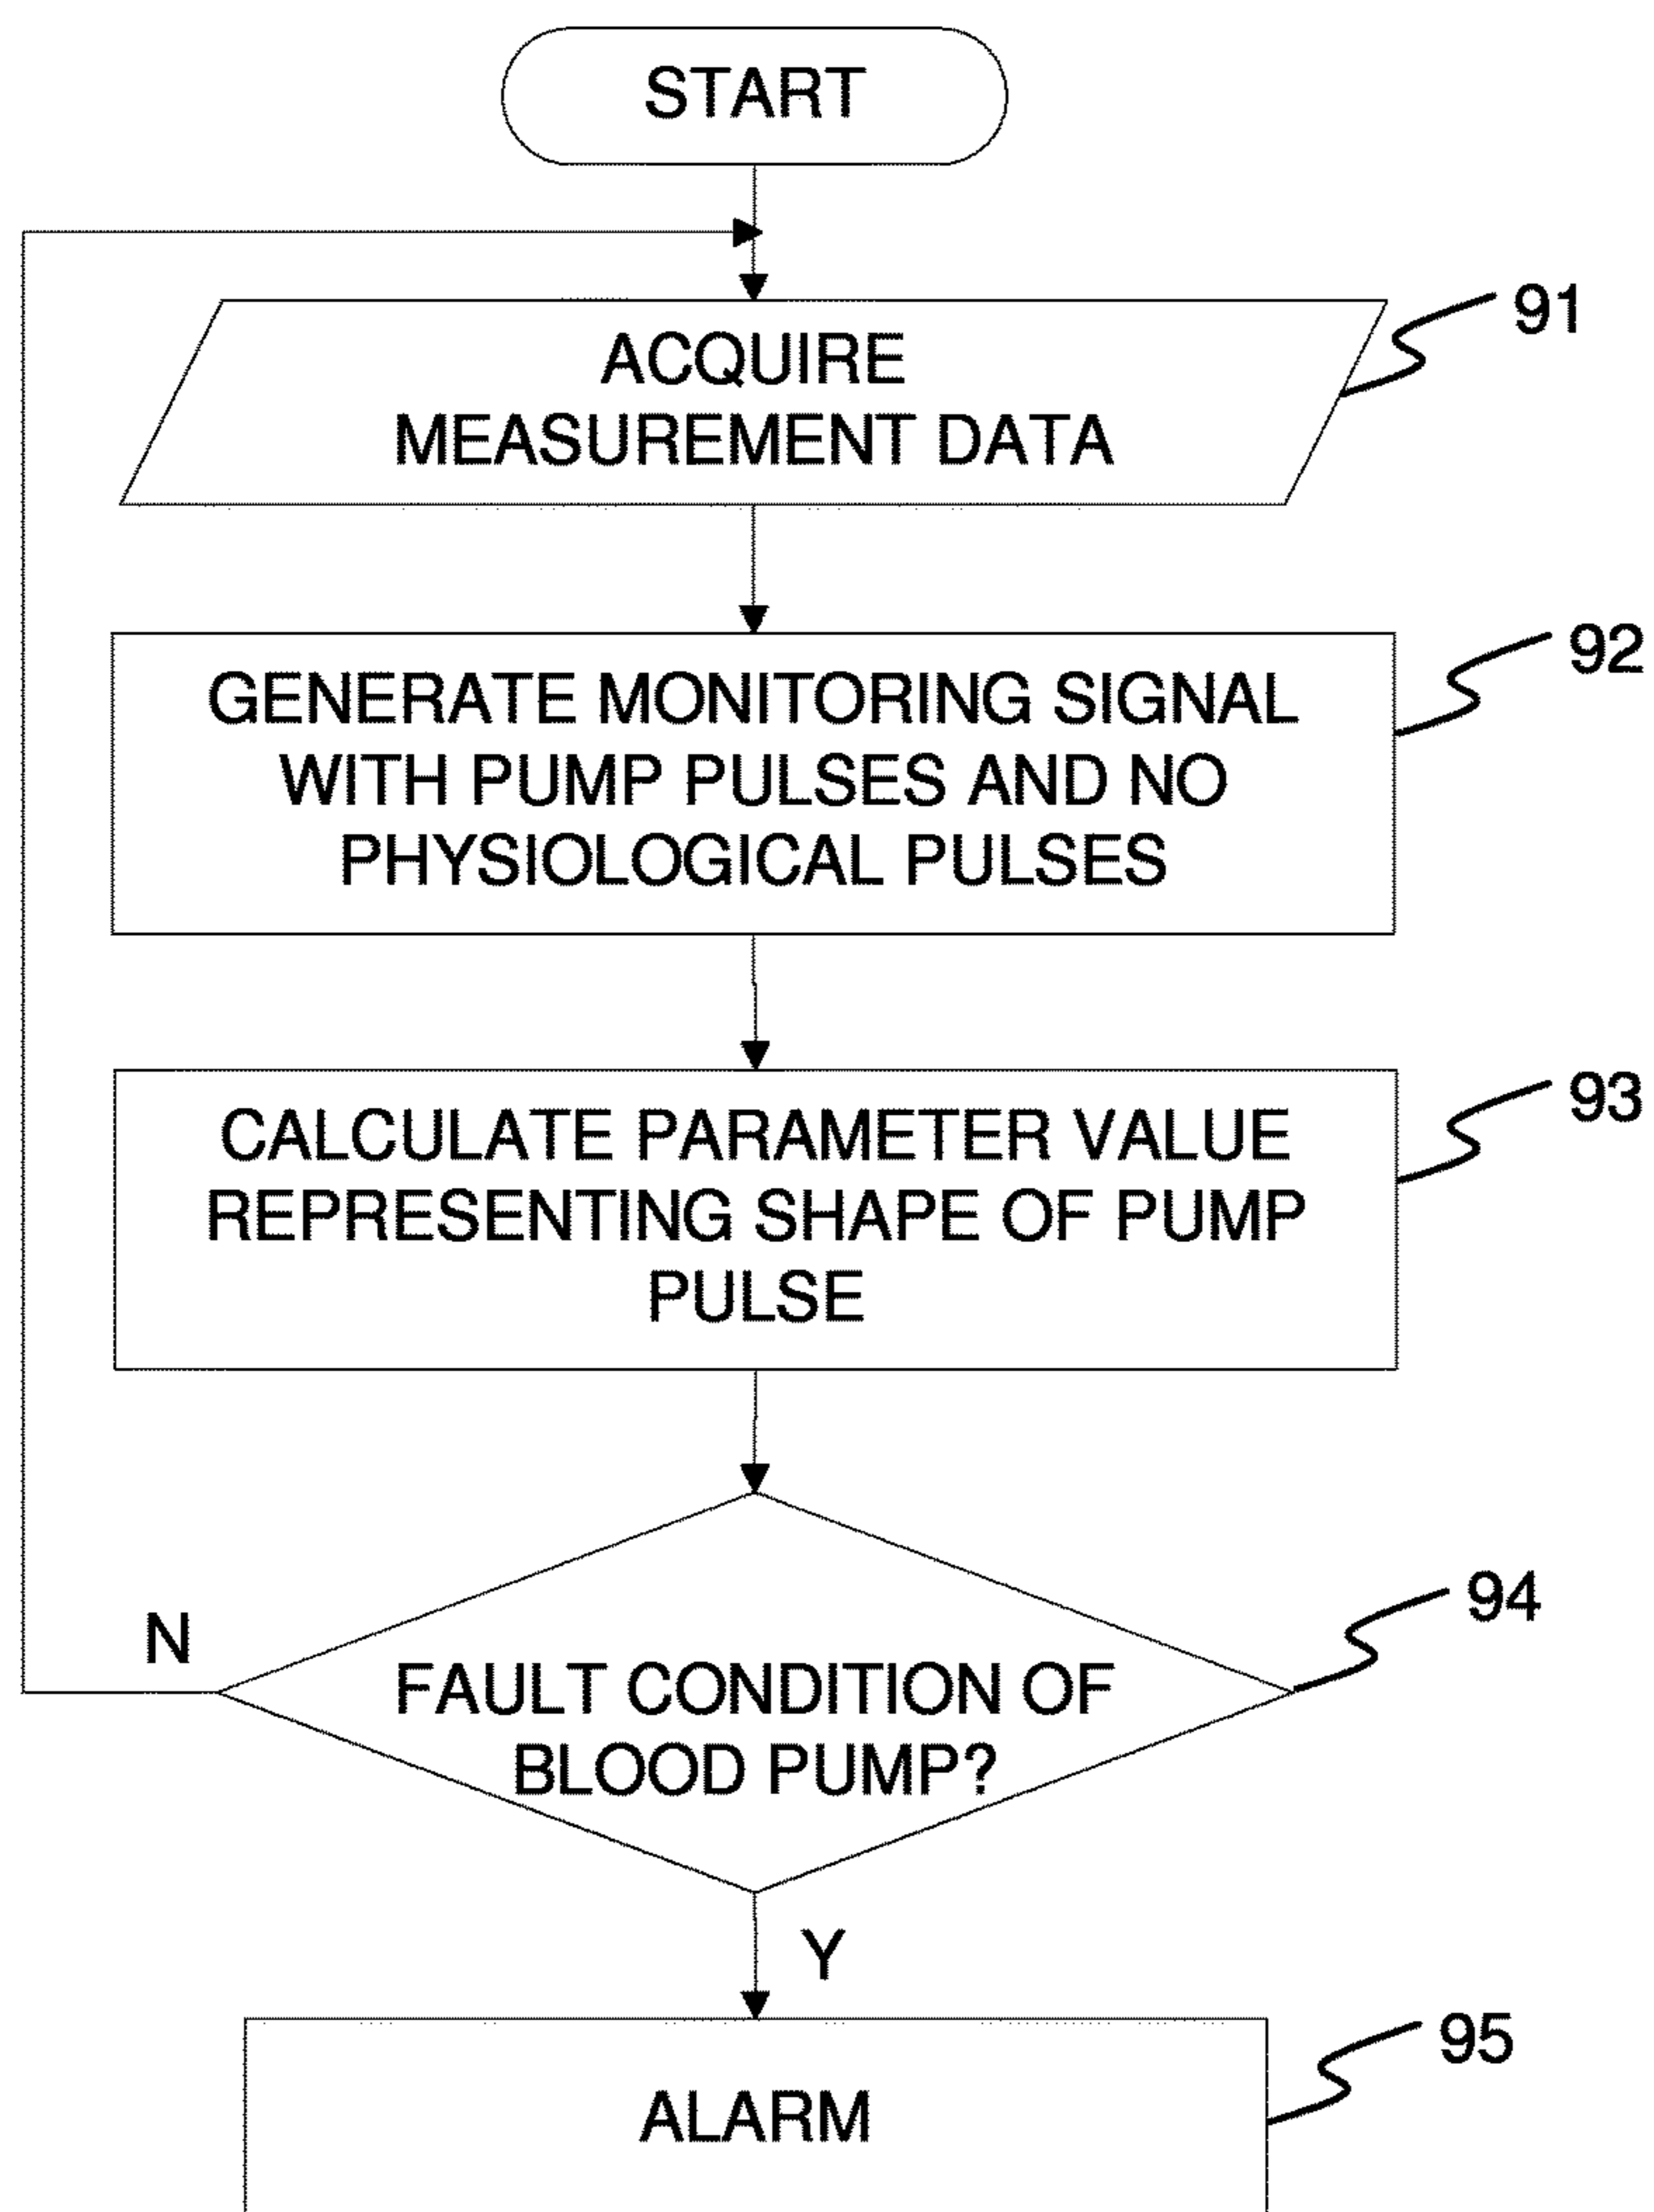 START
ACQUIRE
MEASUREMENT DATA
91
GENERATE MONITORING SIGNAL
WITH PUMP PULSES AND NO
PHYSIOLOGICAL PULSES
92
CALCULATE PARAMETER VALUE
REPRESENTING SHAPE OF PUMP
PULSE
93
FAULT CONDITION OF
BLOOD PUMP?
94
N
Y
ALARM
95